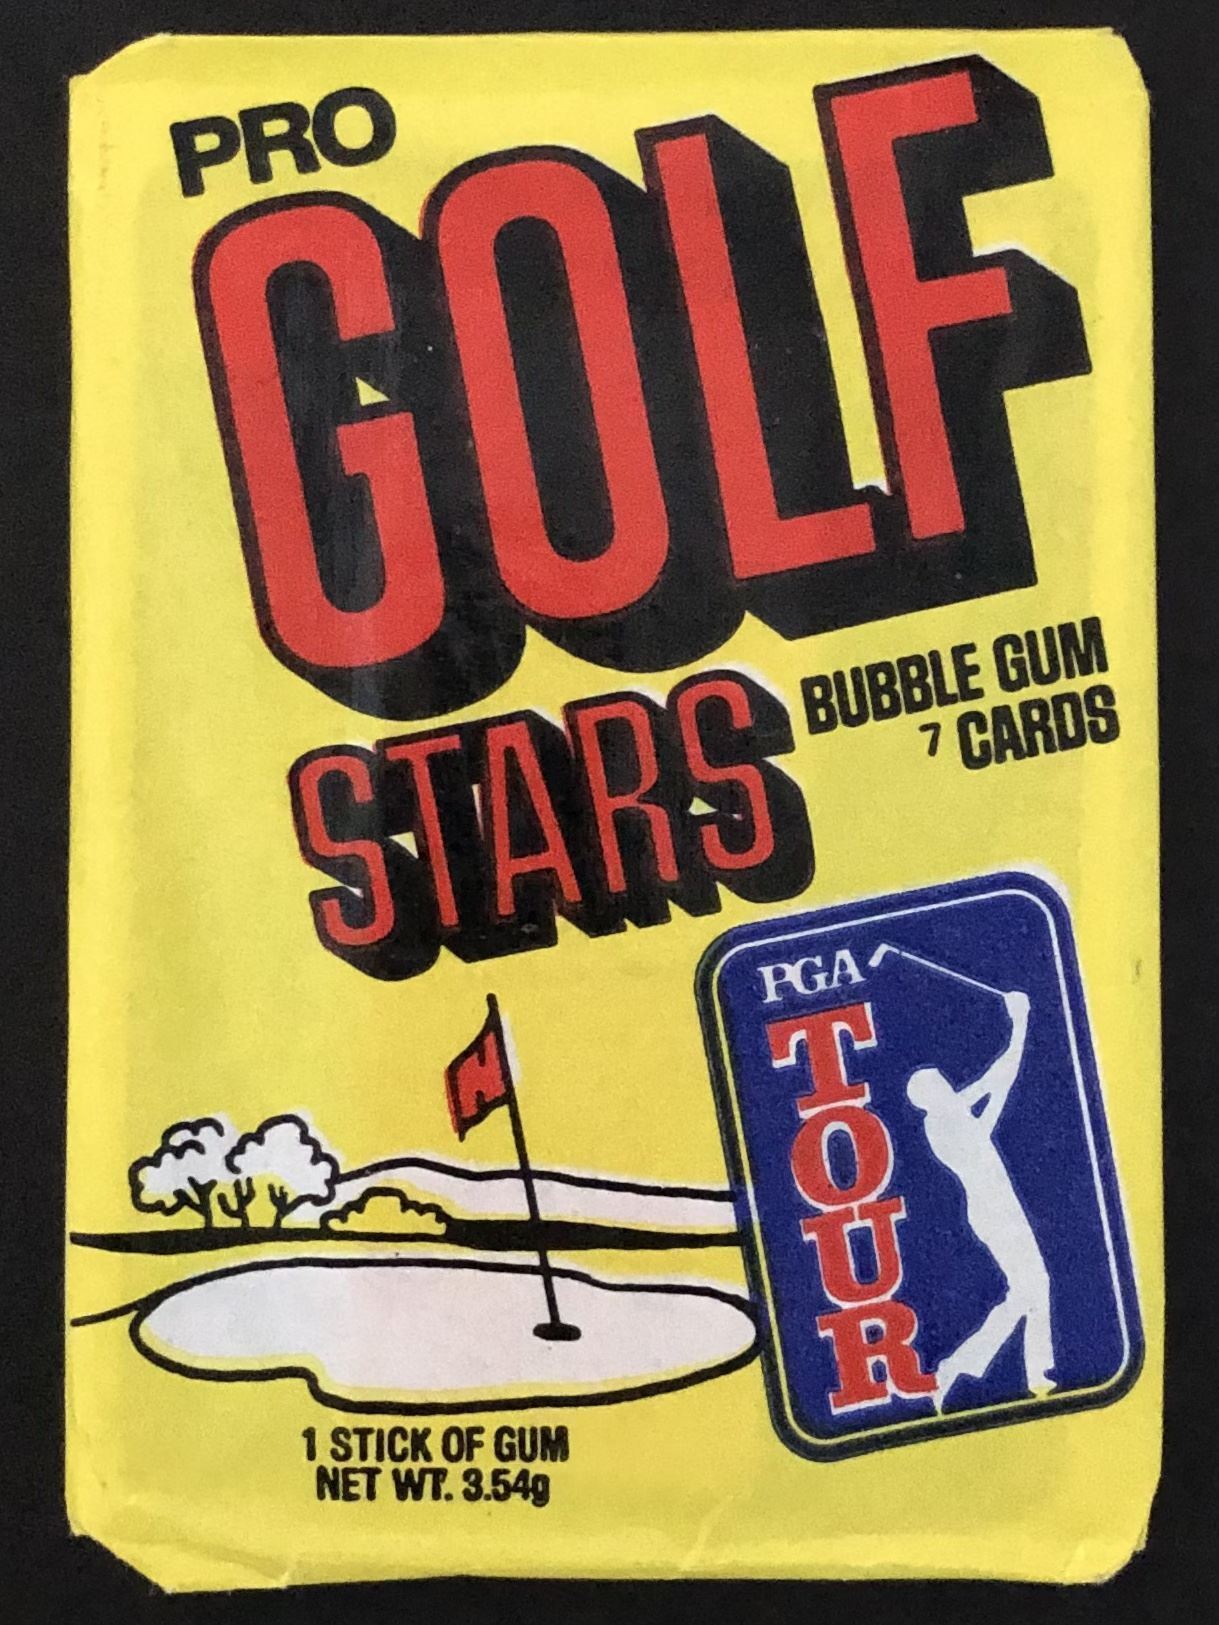 PRO
GOLF
STARS
BUBBLE GUM
7 CARDS
PGA
TOUR
1 STICK OF GUM
NET WT. 3.54g